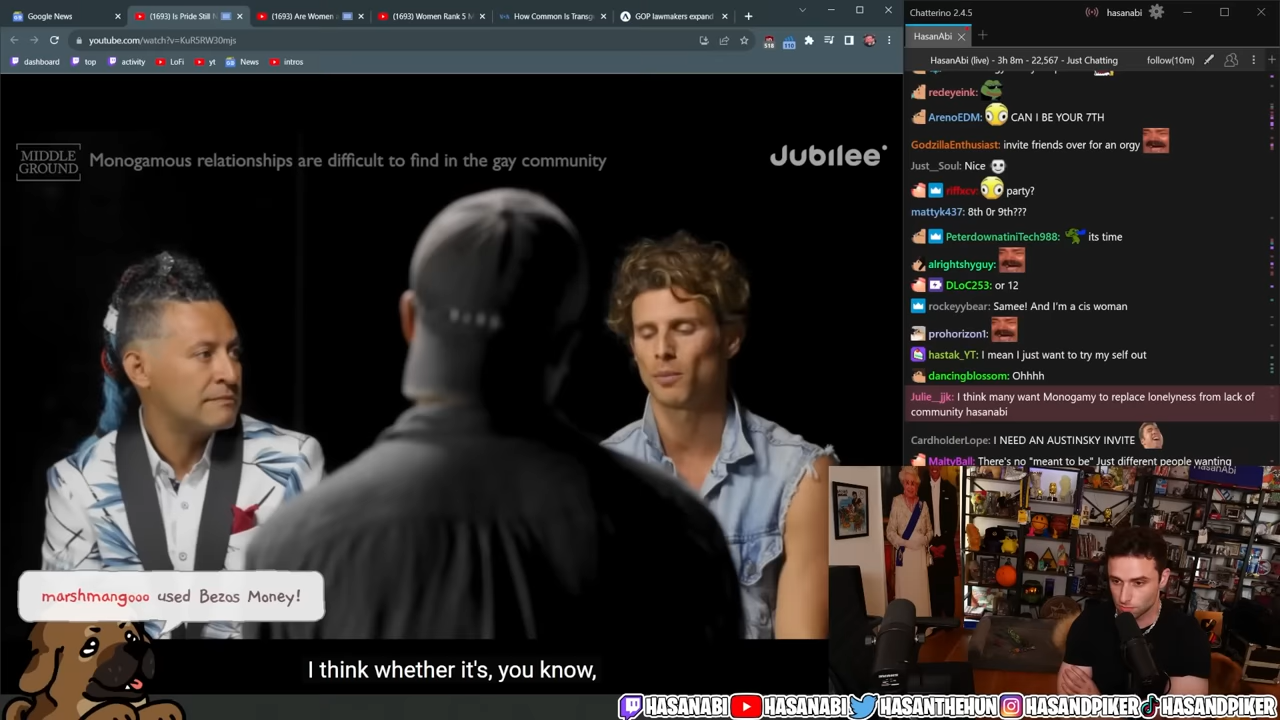 Google News
(1693) Is Pride Still N
(1693) Are Women
(1693) Women Rank 5 M
How Common Is Transg
GOP lawmakers expand
youtube.com/watch?v=KuR5RW30mjs
518
110
dashboard
top
activity
LoFi
yt
News
intros
Chatterino 2.4.5
hasanabi
HasanAbi
HasanAbi (live) - 3h 8m - 22,567 - Just Chatting
follow(10m)
MIDDLE
GROUND
Monogamous relationships are difficult to find in the gay community
Jubilee
redeyeink:
ArenoEDM: CAN I BE YOUR 7TH
GodzillaEnthusiast: invite friends over for an orgy
Just__Soul: Nice
riffxcv: party?
mattyk437: 8th 0r 9th???
PeterdownatiniTech988: its time
alrightshyguy:
DLoC253: or 12
rockeyybear: Samee! And I'm a cis woman
prohorizon1:
hastak_YT: I mean I just want to try my self out
dancingblossom: Ohhhh
Julie__jjk: I think many want Monogamy to replace lonelyness from lack of
community hasanabi
CardholderLope: I NEED AN AUSTINSKY INVITE
MaltyBall: There's no "meant to be" Just different people wanting
marshmangooo used Bezos Money!
I think whether it's, you know,
HASANABI
HASANABI
HASANTHEHUN
HASANDPIKER
HASANDPIKER